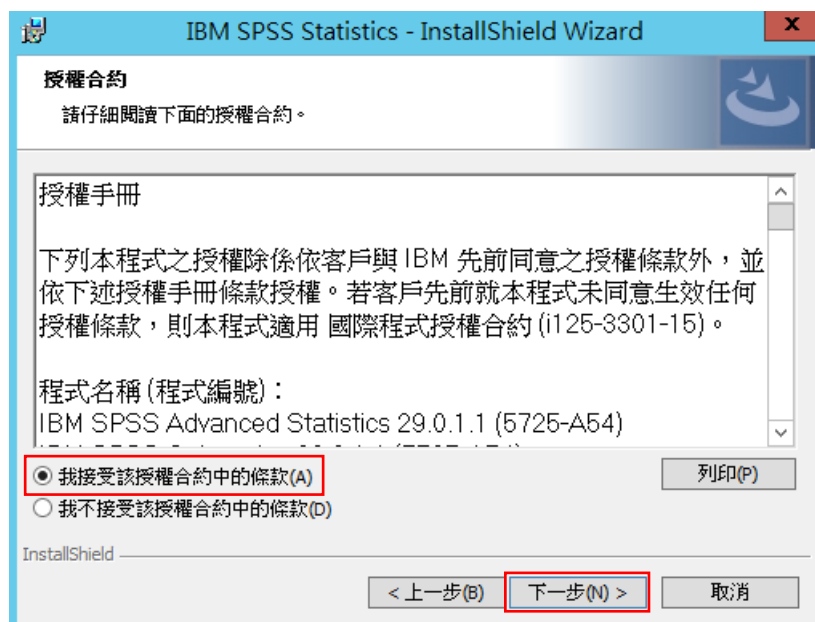 IBM SPSS Statistics - InstallShield Wizard
x
授權合約
請仔細閱讀下面的授權合約。
授權手冊
下列本程式之授權除係依客戶與 IBM 先前同意之授權條款外，並
依下述授權手冊條款授權。若客戶先前就本程式未同意生效任何
授權條款，則本程式適用 國際程式授權合約 (i125-3301-15)。
程式名稱 (程式編號)：
IBM SPSS Advanced Statistics 29.0.1.1 (5725-A54)
我接受該授權合約中的條款(A)
列印(P)
我不接受該授權合約中的條款(D)
InstallShield
< 上一步(B)
下一步(N) >
取消